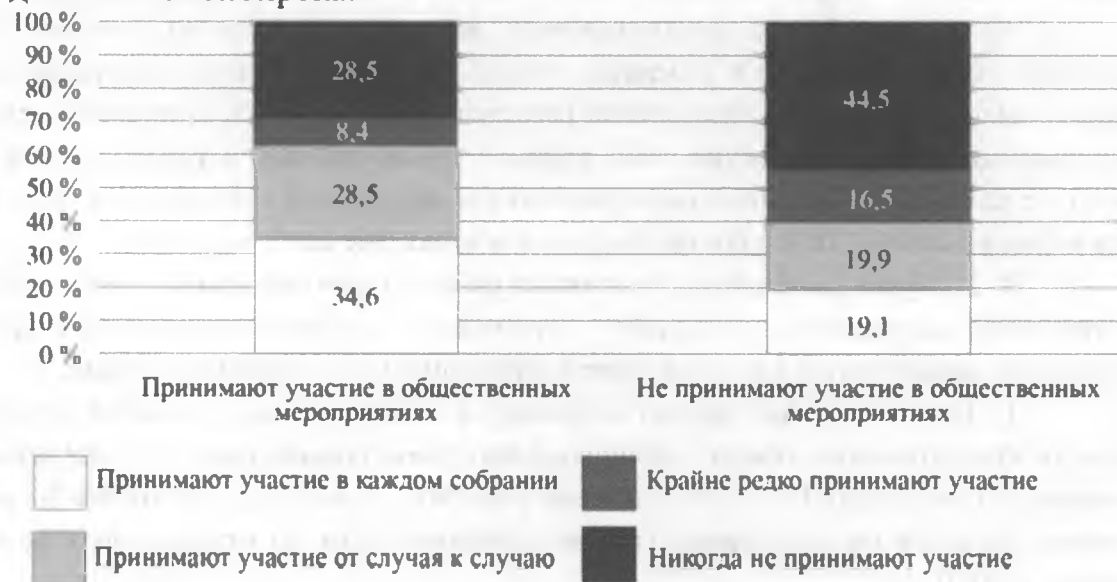 100 %
90 %
80 %
70 %
60 %
50 %
40 %
30 %
20 %
10 %
0 %
28,5
8,4
28,5
34,6
44,5
16,5
19,9
19,1
Принимают участие в общественных
мероприятиях
Не принимают участие в общественных
мероприятиях
Принимают участие в каждом собрании
Крайне редко принимают участие
Принимают участие от случая к случаю
Никогда не принимают участие